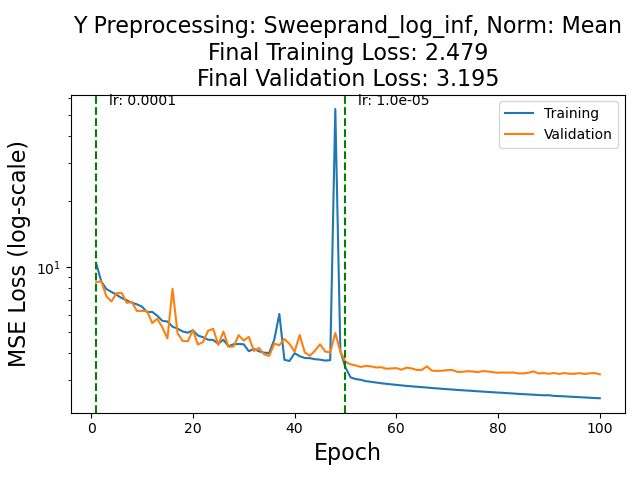 Y Preprocessing: Sweeprand_log_inf, Norm: Mean
Final Training Loss: 2.479
Final Validation Loss: 3.195
lr: 0.0001
lr: 1.0e-05
Training
Validation
MSE Loss (log-scale)
10¹
0 20 40 60 80 100
Epoch